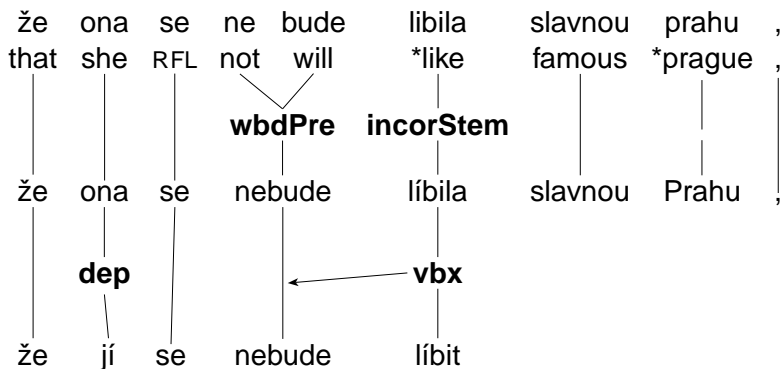 že ona se ne bude libila slavnou prahu ,
that she RFL not will *like famous *prague ,
wbdPre incorStem
že ona se nebude líbila slavnou Prahu ,
dep vbx
že jí se nebude líbit